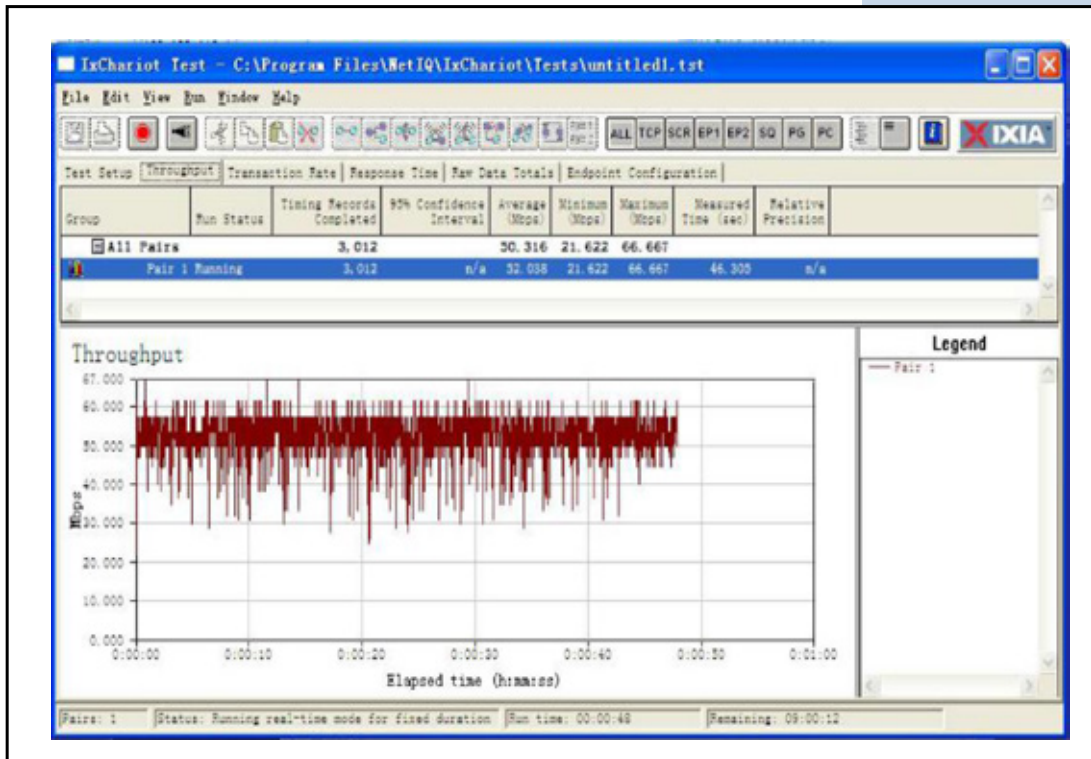 IxChariot Test - C:\Program Files\NetIQ\IxChariot\Tests\untitled1.tst
File Edit View Run Window Help
ALL TCP SCR EP1 EP2 SQ PG PC IXIA
Test Setup Throughput Transaction Rate Response Time Raw Data Totals Endpoint Configuration
Group Run Status Timing Records Completed 95% Confidence Interval Average (Mbps) Minimum (Mbps) Maximum (Mbps) Measured Time (sec) Relative Precision
All Pairs 3,012 50.316 21.622 66.667
Pair 1 Running 3,012 n/a 52.038 21.622 66.667 46.305 n/a
Throughput
Legend
Pair 1
67.000
60.000
50.000
40.000
30.000
20.000
10.000
0.000
Mbps
0:00:00 0:00:10 0:00:20 0:00:30 0:00:40 0:00:50 0:01:00
Elapsed time (h:mm:ss)
Pairs: 1 Status: Running real-time mode for fixed duration Run time: 00:00:48 Remaining: 09:00:12